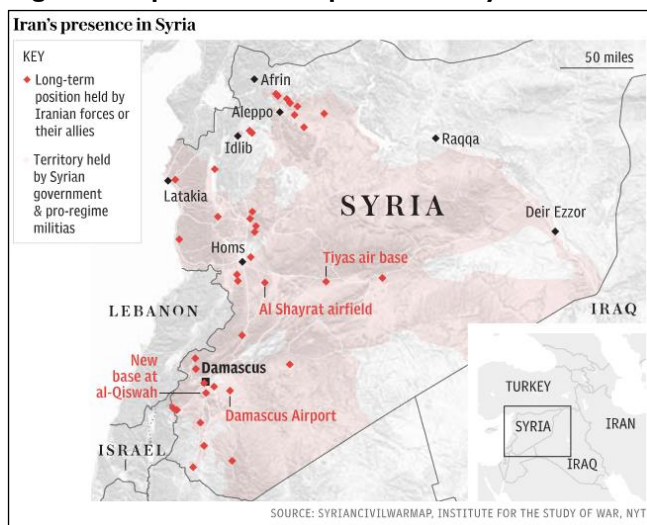 Iran's presence in Syria
KEY
Long-term
position held by
Iranian forces or
their allies
Territory held
by Syrian
government
& pro-regime
militias
50 miles
Afrin
Aleppo
Idlib
Raqqa
Latakia
SYRIA
Deir Ezzor
Homs
Tiyas air base
Al Shayrat airfield
LEBANON
IRAQ
New
base at
al-Qiswah
Damascus
Damascus Airport
ISRAEL
TURKEY
SYRIA
IRAN
IRAQ
SOURCE: SYRIANCIVILWARMAP, INSTITUTE FOR THE STUDY OF WAR, NYT